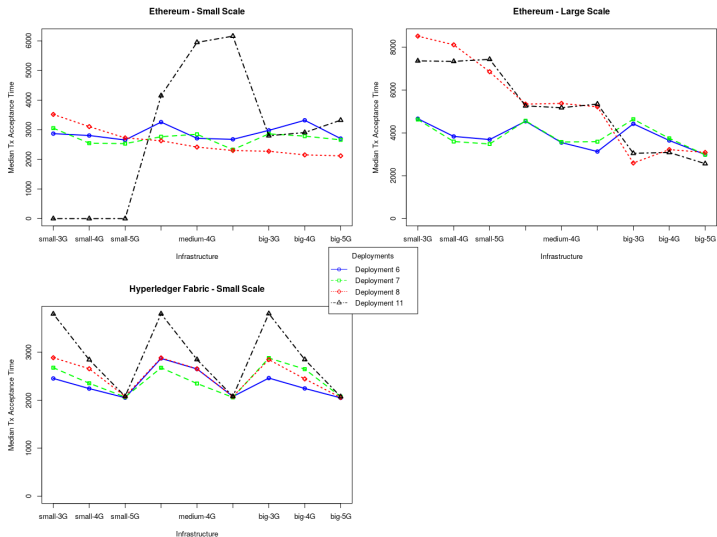 Ethereum - Small Scale
Median Tx Acceptance Time
6000
5000
4000
3000
2000
1000
0
small-3G small-4G small-5G medium-4G big-3G big-4G big-5G
Infrastructure
Ethereum - Large Scale
Median Tx Acceptance Time
8000
6000
4000
2000
0
small-3G small-4G small-5G medium-4G big-3G big-4G big-5G
Infrastructure
Deployments
Deployment 6
Deployment 7
Deployment 8
Deployment 11
Hyperledger Fabric - Small Scale
Median Tx Acceptance Time
3000
2000
1000
0
small-3G small-4G small-5G medium-4G big-3G big-4G big-5G
Infrastructure